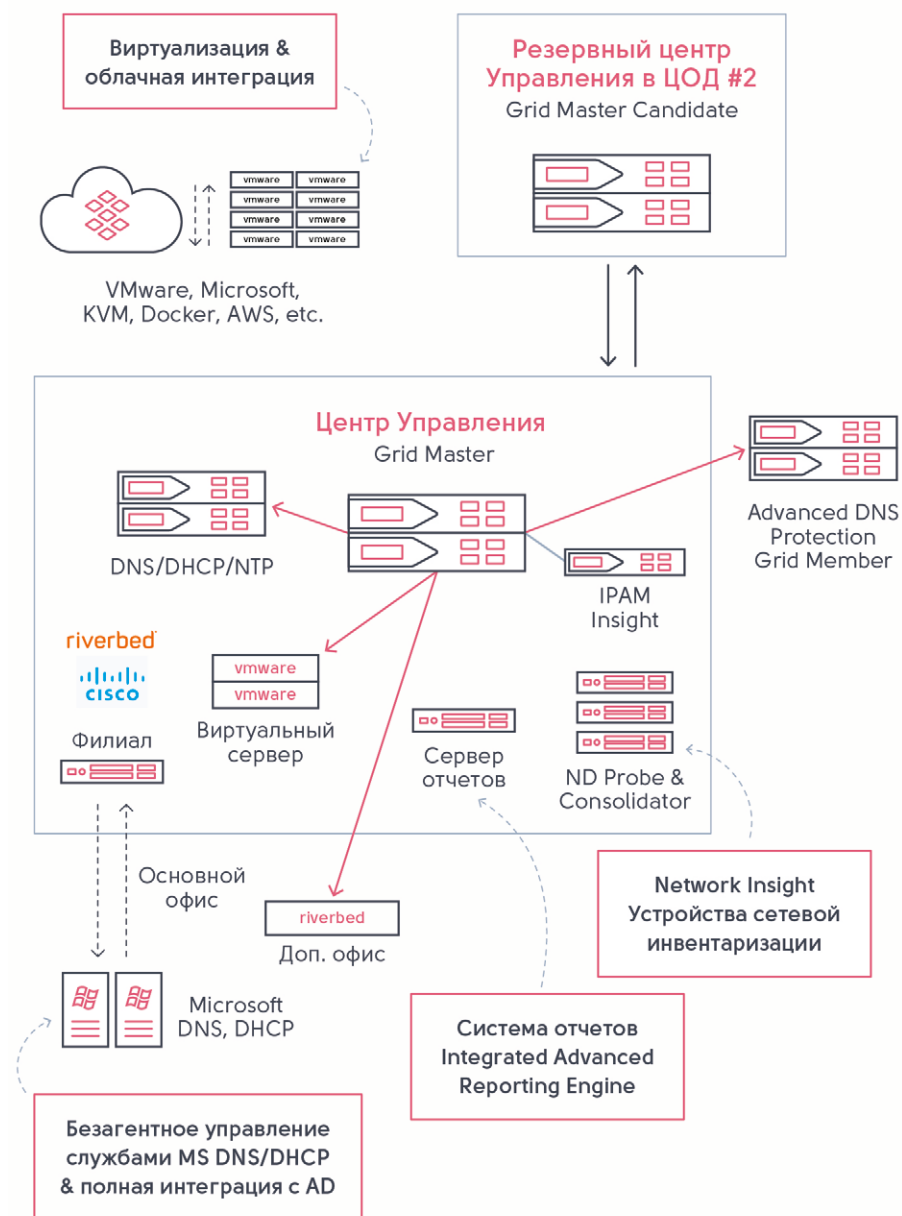 Виртуализация &
облачная интеграция
Резервный центр
Управления в ЦОД #2
Grid Master Candidate
vmware vmware
vmware vmware
vmware vmware
vmware vmware
VMware, Microsoft,
KVM, Docker, AWS, etc.
Центр Управления
Grid Master
DNS/DHCP/NTP
Advanced DNS
Protection
Grid Member
IPAM
Insight
riverbed
cisco
Филиал
vmware
vmware
Виртуальный
сервер
Сервер
отчетов
ND Probe &
Consolidator
Основной
офис
riverbed
Доп. офис
Network Insight
Устройства сетевой
инвентаризации
Microsoft
DNS, DHCP
Система отчетов
Integrated Advanced
Reporting Engine
Безагентное управление
службами MS DNS/DHCP
& полная интеграция с AD